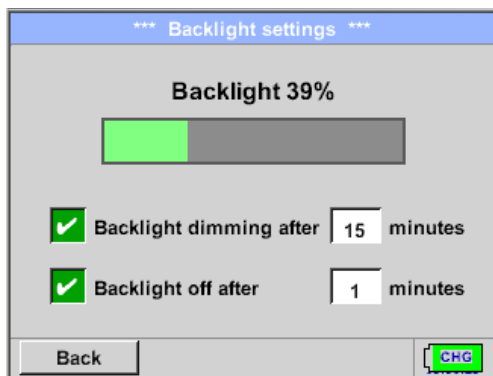 *** Backlight settings ***
Backlight 39%
Backlight dimming after 15 minutes
Backlight off after 1 minutes
Back
CHG